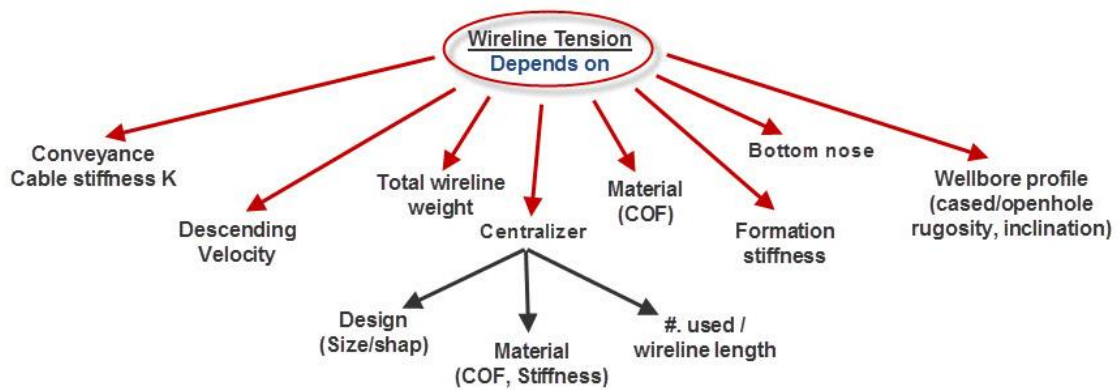 Wireline Tension
Depends on
Conveyance
Cable stiffness K
Descending
Velocity
Total wireline
weight
Centralizer
Material
(COF)
Formation
stiffness
Bottom nose
Wellbore profile
(cased/openhole
rugosity, inclination)
Design
(Size/shap)
Material
(COF, Stiffness)
#. used /
wireline length